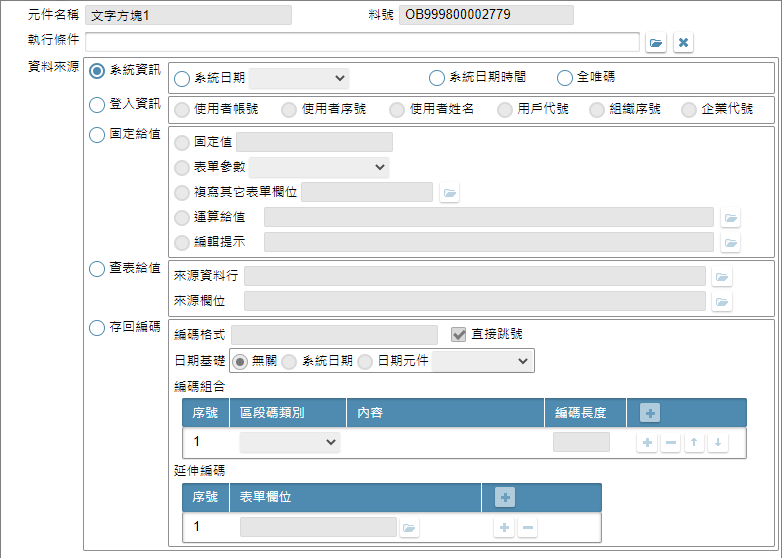 元件名稱 文字方塊1 料號 OB999800002779
執行條件
資料來源 系統資訊 系統日期 系統日期時間 全唯碼
登入資訊 使用者帳號 使用者序號 使用者姓名 用戶代號 組織序號 企業代號
固定給值 固定值
表單參數
複寫其它表單欄位
運算給值
編輯提示
查表給值 來源資料行
來源欄位
存回編碼 編碼格式 直接跳號
日期基礎 無關 系統日期 日期元件
編碼組合
序號 區段碼類別 內容 編碼長度
1
延伸編碼
序號 表單欄位
1